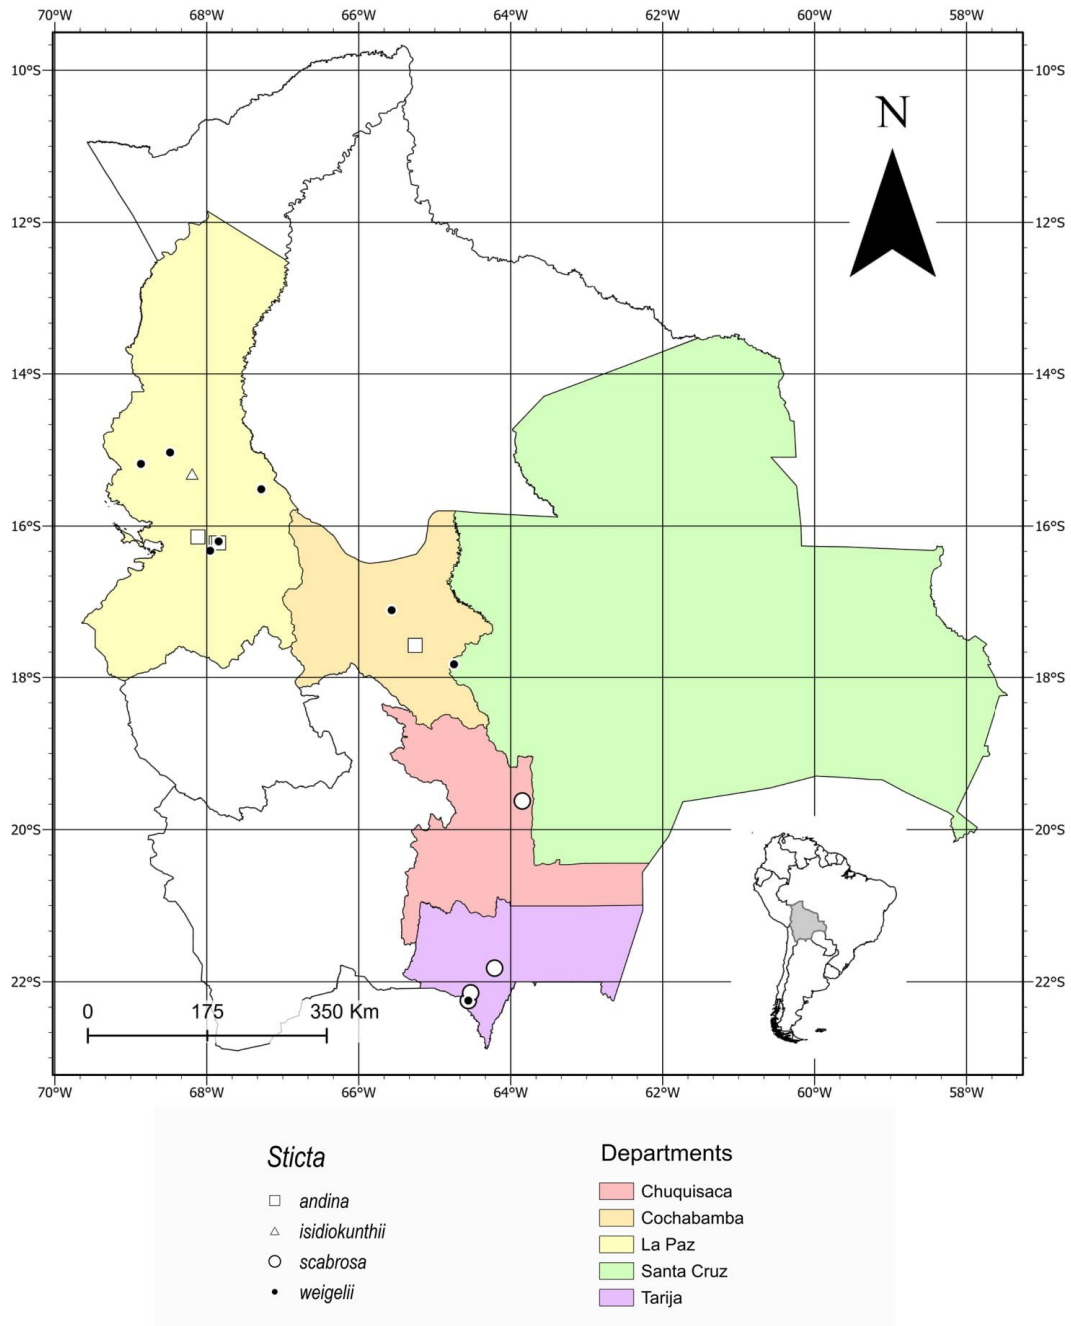 70°W 68°W 66°W 64°W 62°W 60°W 58°W
10°S 10°S
N
12°S 12°S
14°S 14°S
16°S 16°S
18°S 18°S
20°S 20°S
22°S 22°S
0 175 350 Km
70°W 68°W 66°W 64°W 62°W 60°W 58°W
Sticta
andina
isidiokunthii
scabrosa
weigelii
Departments
Chuquisaca
Cochabamba
La Paz
Santa Cruz
Tarija